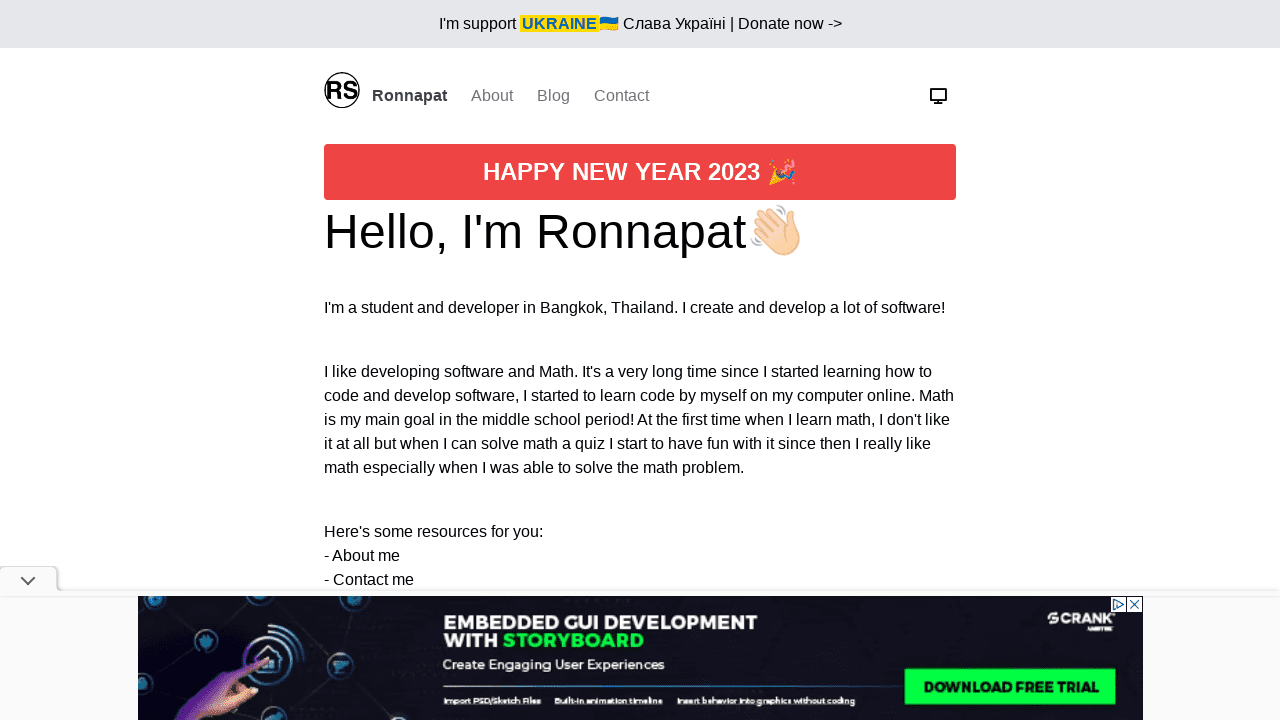 I'm support UKRAINE🇺🇦 Слава Україні | Donate now ->
RS Ronnapat About Blog Contact
HAPPY NEW YEAR 2023 🎉
Hello, I'm Ronnapat👋🏻
I'm a student and developer in Bangkok, Thailand. I create and develop a lot of software!
I like developing software and Math. It's a very long time since I started learning how to
code and develop software, I started to learn code by myself on my computer online. Math
is my main goal in the middle school period! At the first time when I learn math, I don't like
it at all but when I can solve math a quiz I start to have fun with it since then I really like
math especially when I was able to solve the math problem.
Here's some resources for you:
- About me
- Contact me
EMBEDDED GUI DEVELOPMENT
WITH STORYBOARD
Create Engaging User Experiences
Import PSD/Sketch Files Built-in animation timeline Insert behavior into graphics without coding
CRANK
DOWNLOAD FREE TRIAL